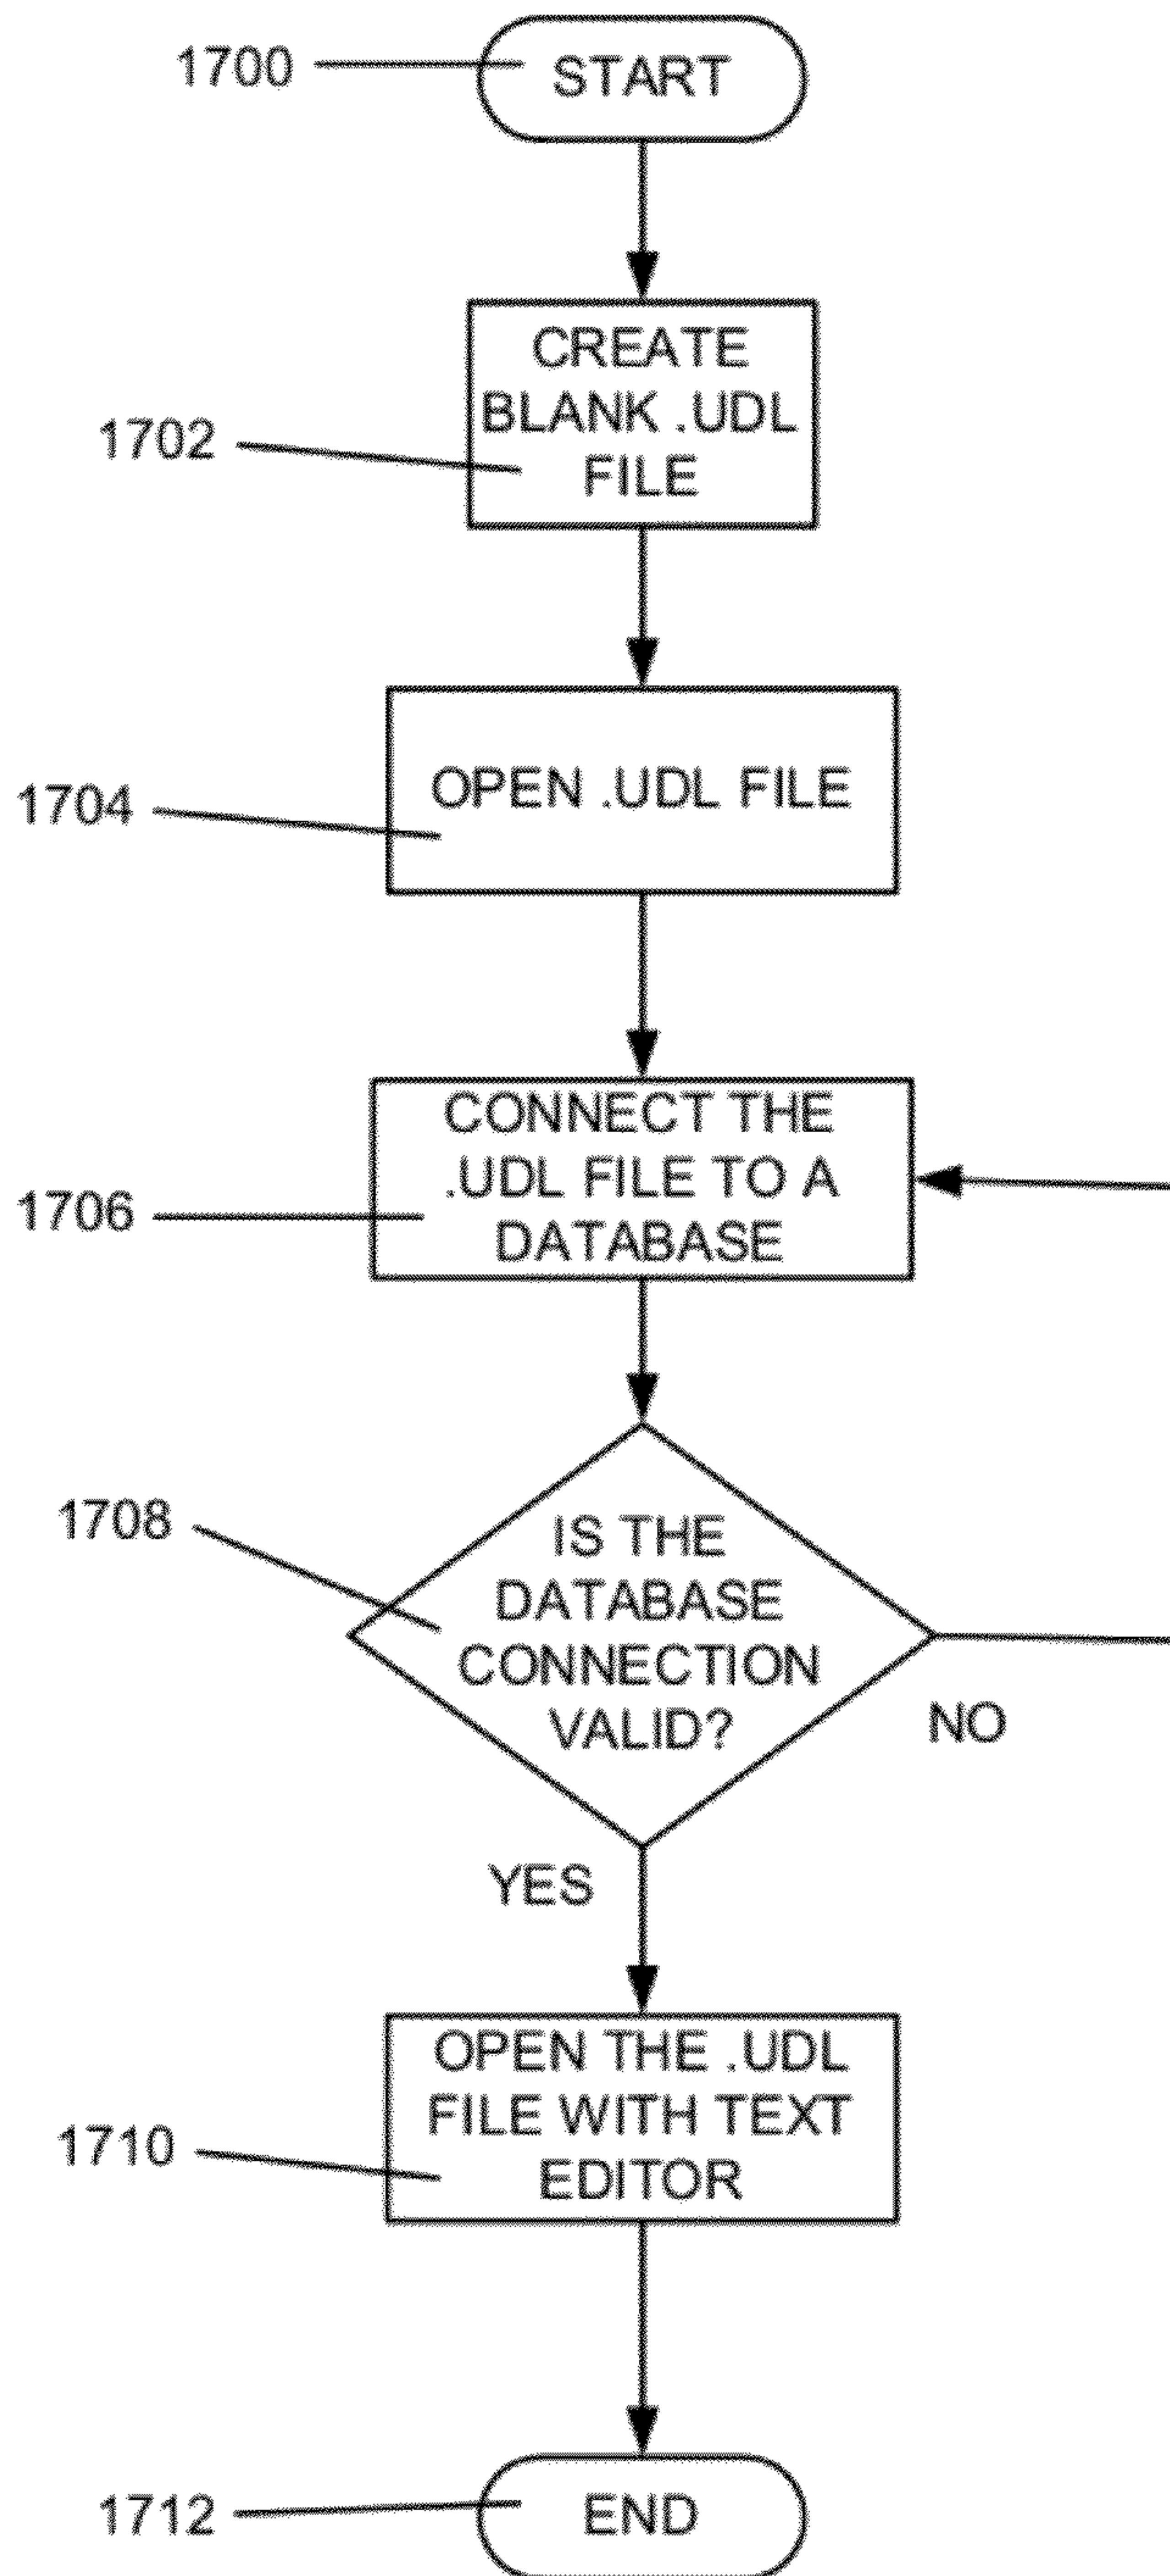 1700
START
CREATE
BLANK .UDL
FILE
1702
OPEN .UDL FILE
1704
CONNECT THE
.UDL FILE TO A
DATABASE
1706
1708
IS THE
DATABASE
CONNECTION
VALID?
NO
YES
OPEN THE .UDL
FILE WITH TEXT
EDITOR
1710
1712
END